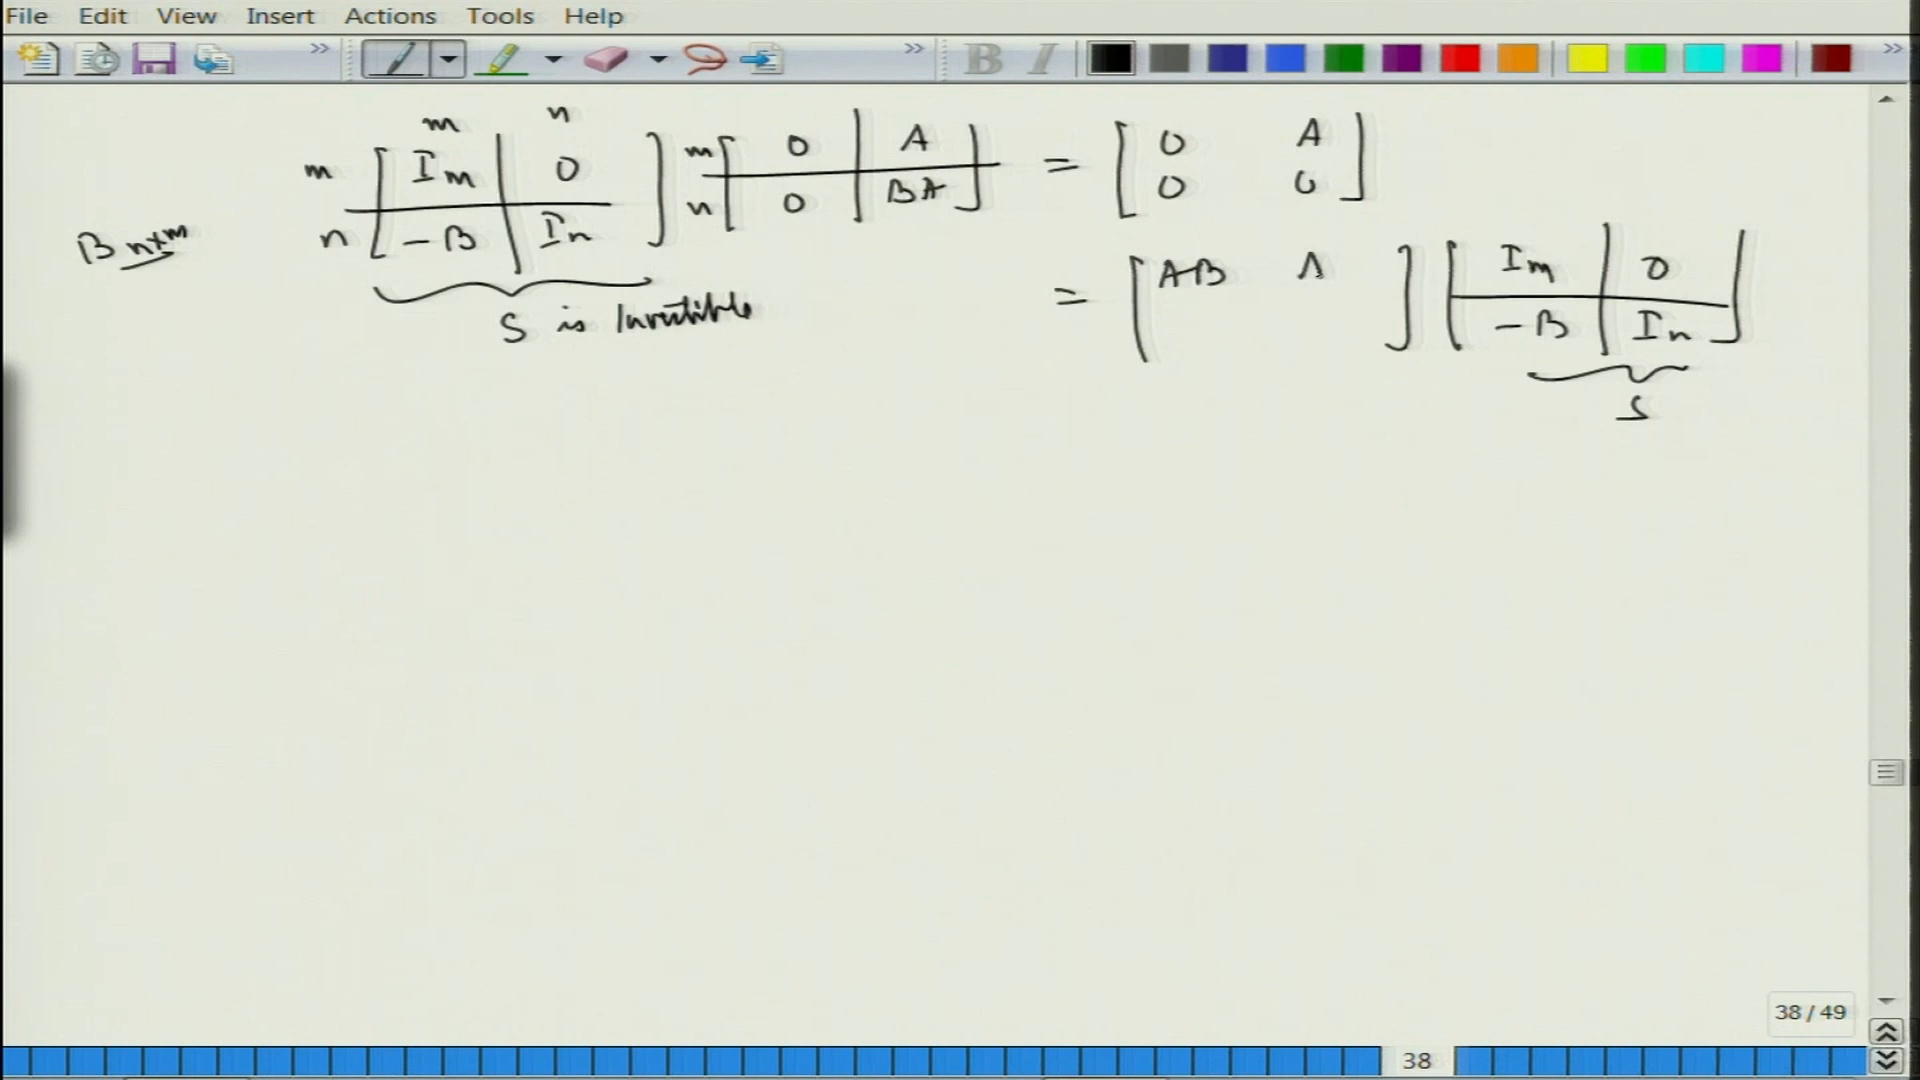 File Edit View Insert Actions Tools Help
B I
m n
m [ Im | 0 ] m [ 0 | A ] = [ 0 A ]
n [ -B | In ] n [ 0 | BA ] [ 0 0 ]
B n×m
S is Invertible
= [ AB A ] [ Im | 0 ]
[ -B | In ]
S
38 / 49
38